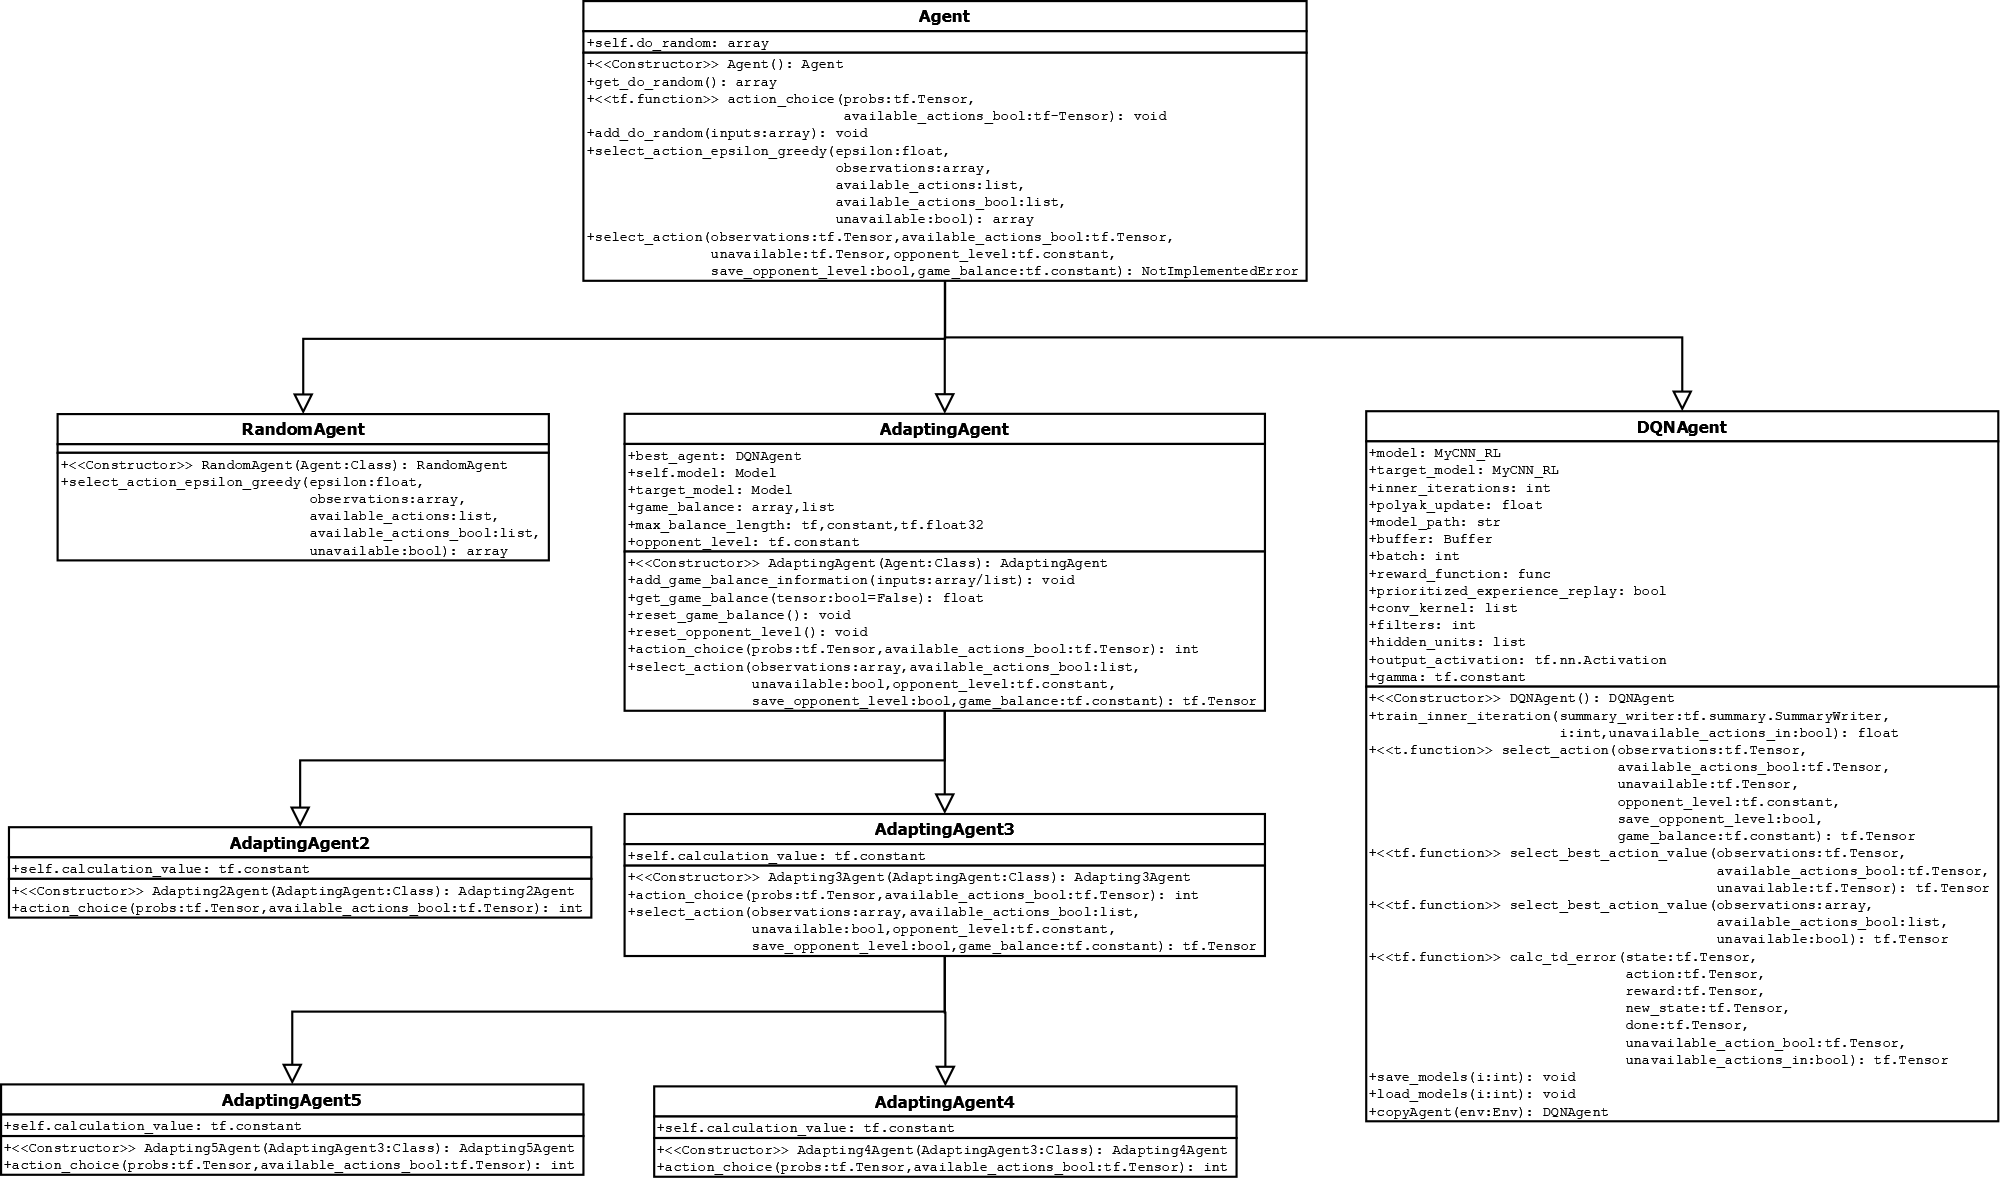 Agent
+self.do_random: array
+<<Constructor>> Agent(): Agent
+get_do_random(): array
+<<tf.function>> action_choice(probs:tf.Tensor,
available_actions_bool:tf-Tensor): void
+add_do_random(inputs:array): void
+select_action_epsilon_greedy(epsilon:float,
observations:array,
available_actions:list,
available_actions_bool:list,
unavailable:bool): array
+select_action(observations:tf.Tensor,available_actions_bool:tf.Tensor,
unavailable:tf.Tensor,opponent_level:tf.constant,
save_opponent_level:bool,game_balance:tf.constant): NotImplementedError
RandomAgent
+<<Constructor>> RandomAgent(Agent:Class): RandomAgent
+select_action_epsilon_greedy(epsilon:float,
observations:array,
available_actions:list,
available_actions_bool:list,
unavailable:bool): array
AdaptingAgent
+best_agent: DQNAgent
+self.model: Model
+target_model: Model
+game_balance: array,list
+max_balance_length: tf,constant,tf.float32
+opponent_level: tf.constant
+<<Constructor>> AdaptingAgent(Agent:Class): AdaptingAgent
+add_game_balance_information(inputs:array/list): void
+get_game_balance(tensor:bool=False): float
+reset_game_balance(): void
+reset_opponent_level(): void
+action_choice(probs:tf.Tensor,available_actions_bool:tf.Tensor): int
+select_action(observations:array,available_actions_bool:list,
unavailable:bool,opponent_level:tf.constant,
save_opponent_level:bool,game_balance:tf.constant): tf.Tensor
DQNAgent
+model: MyCNN_RL
+target_model: MyCNN_RL
+inner_iterations: int
+polyak_update: float
+model_path: str
+buffer: Buffer
+batch: int
+reward_function: func
+prioritized_experience_replay: bool
+conv_kernel: list
+filters: int
+hidden_units: list
+output_activation: tf.nn.Activation
+gamma: tf.constant
+<<Constructor>> DQNAgent(): DQNAgent
+train_inner_iteration(summary_writer:tf.summary.SummaryWriter,
i:int,unavailable_actions_in:bool): float
+<<t.function>> select_action(observations:tf.Tensor,
available_actions_bool:tf.Tensor,
unavailable:tf.Tensor,
opponent_level:tf.constant,
save_opponent_level:bool,
game_balance:tf.constant): tf.Tensor
+<<tf.function>> select_best_action_value(observations:tf.Tensor,
available_actions_bool:tf.Tensor,
unavailable:tf.Tensor): tf.Tensor
+<<tf.function>> select_best_action_value(observations:array,
available_actions_bool:list,
unavailable:bool): tf.Tensor
+<<tf.function>> calc_td_error(state:tf.Tensor,
action:tf.Tensor,
reward:tf.Tensor,
new_state:tf.Tensor,
done:tf.Tensor,
unavailable_action_bool:tf.Tensor,
unavailable_actions_in:bool): tf.Tensor
+save_models(i:int): void
+load_models(i:int): void
+copyAgent(env:Env): DQNAgent
AdaptingAgent2
+self.calculation_value: tf.constant
+<<Constructor>> Adapting2Agent(AdaptingAgent:Class): Adapting2Agent
+action_choice(probs:tf.Tensor,available_actions_bool:tf.Tensor): int
AdaptingAgent3
+self.calculation_value: tf.constant
+<<Constructor>> Adapting3Agent(AdaptingAgent:Class): Adapting3Agent
+action_choice(probs:tf.Tensor,available_actions_bool:tf.Tensor): int
+select_action(observations:array,available_actions_bool:list,
unavailable:bool,opponent_level:tf.constant,
save_opponent_level:bool,game_balance:tf.constant): tf.Tensor
AdaptingAgent5
+self.calculation_value: tf.constant
+<<Constructor>> Adapting5Agent(AdaptingAgent3:Class): Adapting5Agent
+action_choice(probs:tf.Tensor,available_actions_bool:tf.Tensor): int
AdaptingAgent4
+self.calculation_value: tf.constant
+<<Constructor>> Adapting4Agent(AdaptingAgent3:Class): Adapting4Agent
+action_choice(probs:tf.Tensor,available_actions_bool:tf.Tensor): int